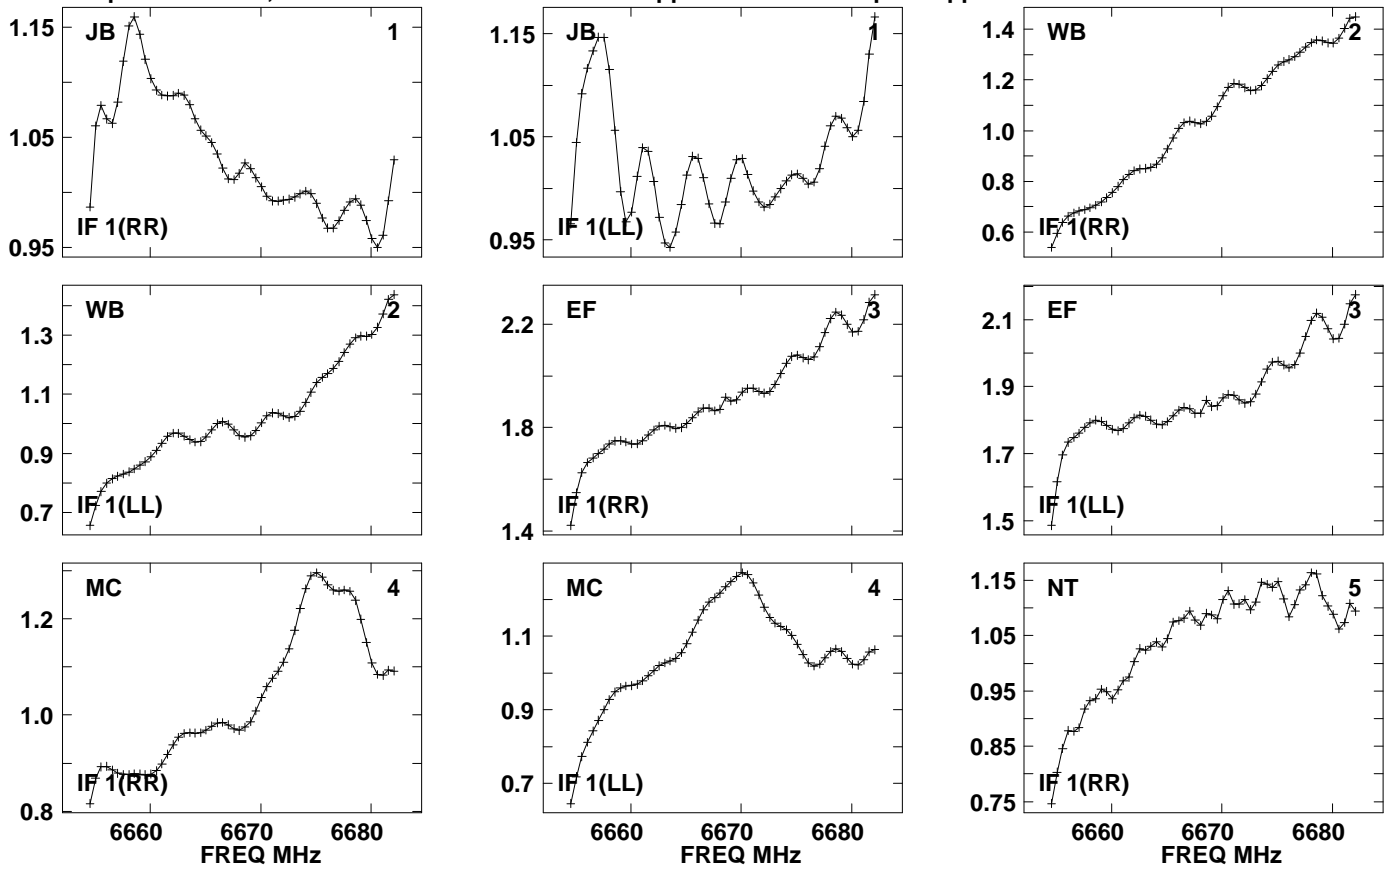 JB 1
1.15
1.05
0.95
IF 1(RR)
JB 1
1.15
1.05
0.95
IF 1(LL)
WB 2
1.4
1.2
1.0
0.8
0.6
IF 1(RR)
WB 2
1.3
1.1
0.9
0.7
IF 1(LL)
EF 3
2.2
1.8
1.4
IF 1(RR)
EF 3
2.1
1.9
1.7
1.5
IF 1(LL)
MC 4
1.2
1.0
0.8
IF 1(RR)
6660 6670 6680
FREQ MHz
MC 4
1.1
0.9
0.7
IF 1(LL)
6660 6670 6680
NT 5
1.15
1.05
0.95
0.85
0.75
IF 1(RR)
6660 6670 6680
FREQ MHz